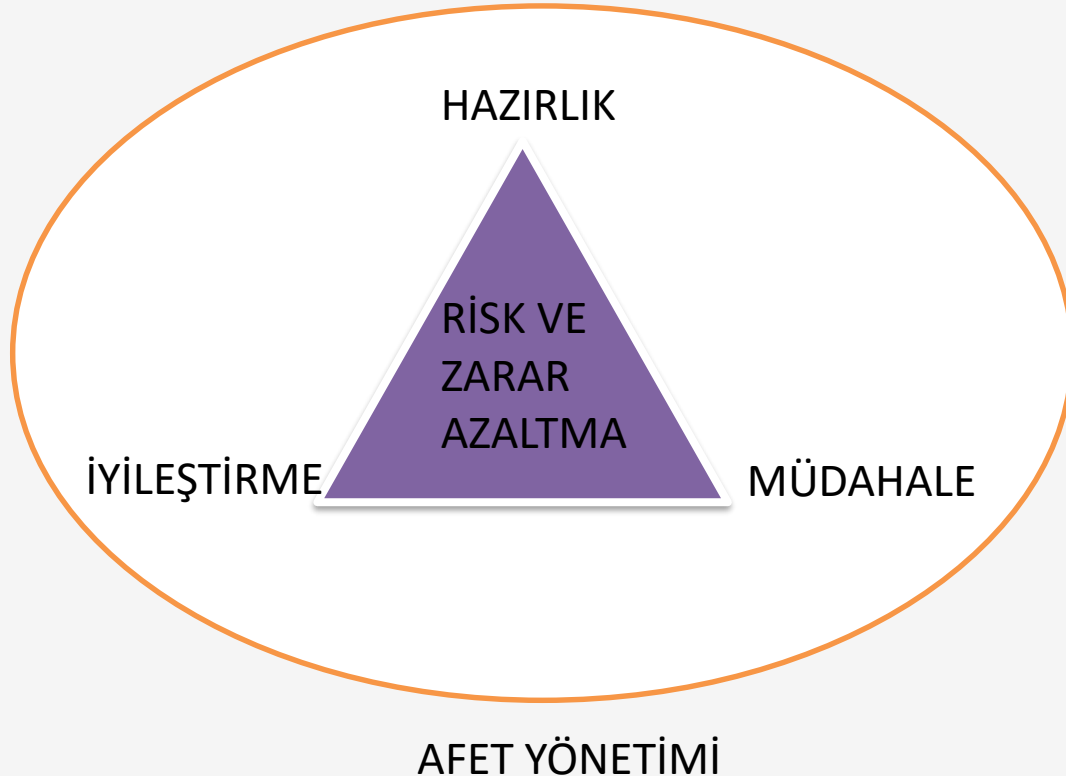 HAZIRLIK
RİSK VE
ZARAR
AZALTMA
İYİLEŞTİRME
MÜDAHALE
AFET YÖNETİMİ